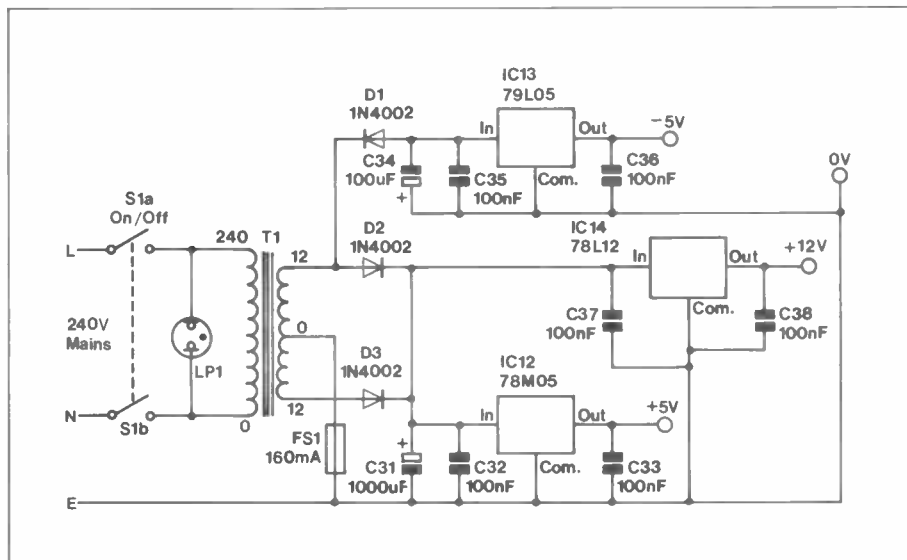 IC13
79L05
D1
1N4002
In
Out
-5V
C34
100uF
+
C35
100nF
Com.
C36
100nF
0V
S1a
On/Off
L
240
T1
12
D2
1N4002
IC14
78L12
In
Out
+12V
Com.
C37
100nF
C38
100nF
240V
Mains
LP1
0
D3
1N4002
IC12
78M05
In
Out
+5V
N
S1b
0
12
FS1
160mA
+
C31
1000uF
C32
100nF
Com.
C33
100nF
E